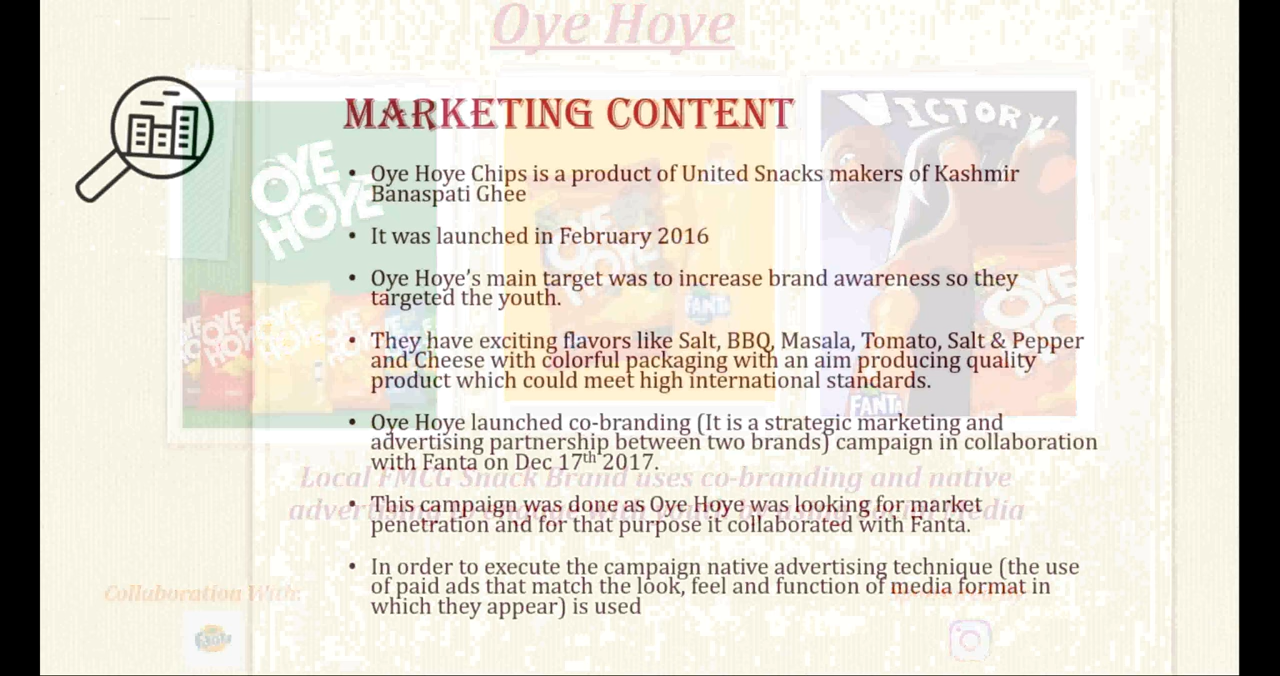 Oye Hoye
MARKETING CONTENT
VICTORY!
OYE
HOYE
• Oye Hoye Chips is a product of United Snacks makers of Kashmir
Banaspati Ghee
• It was launched in February 2016
• Oye Hoye's main target was to increase brand awareness so they
targeted the youth.
• They have exciting flavors like Salt, BBQ, Masala, Tomato, Salt & Pepper
and Cheese with colorful packaging with an aim producing quality
product which could meet high international standards.
FANTA
• Oye Hoye launched co-branding (It is a strategic marketing and
advertising partnership between two brands) campaign in collaboration
with Fanta on Dec 17th 2017.
Local FMCG Snack Brand uses co-branding and native
• This campaign was done as Oye Hoye was looking for market
penetration and for that purpose it collaborated with Fanta.
• In order to execute the campaign native advertising technique (the use
of paid ads that match the look, feel and function of media format in
which they appear) is used
Collaboration With:
Fanta